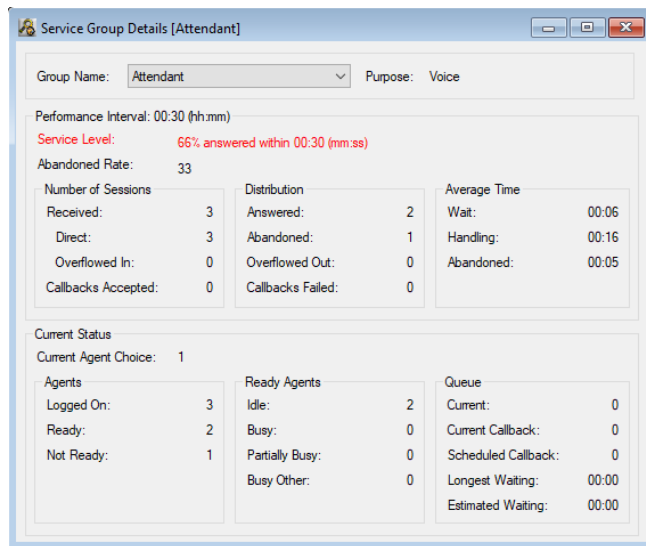 Service Group Details [Attendant]
Group Name: Attendant Purpose: Voice
Performance Interval: 00:30 (hh:mm)
Service Level: 66% answered within 00:30 (mm:ss)
Abandoned Rate: 33
Number of Sessions
Received: 3
Direct: 3
Overflowed In: 0
Callbacks Accepted: 0
Distribution
Answered: 2
Abandoned: 1
Overflowed Out: 0
Callbacks Failed: 0
Average Time
Wait: 00:06
Handling: 00:16
Abandoned: 00:05
Current Status
Current Agent Choice: 1
Agents
Logged On: 3
Ready: 2
Not Ready: 1
Ready Agents
Idle: 2
Busy: 0
Partially Busy: 0
Busy Other: 0
Queue
Current: 0
Current Callback: 0
Scheduled Callback: 0
Longest Waiting: 00:00
Estimated Waiting: 00:00